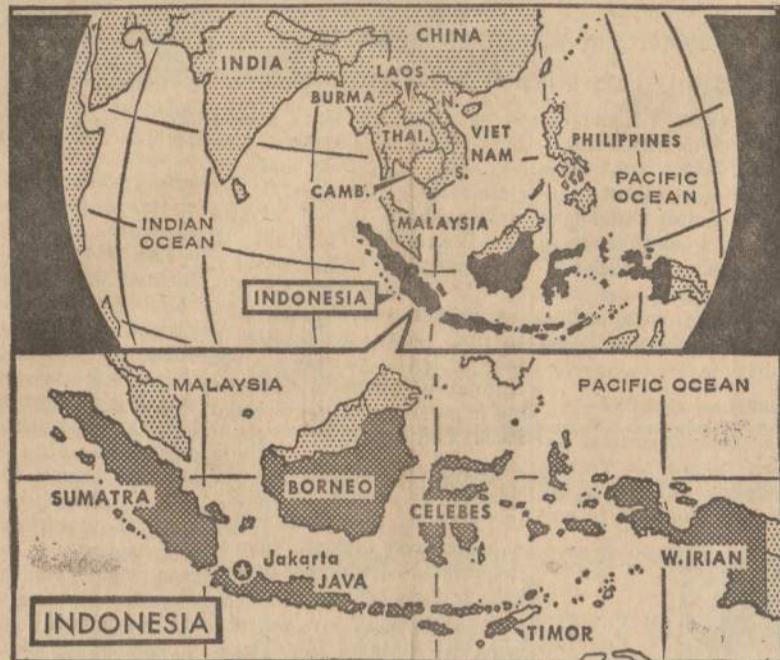 CHINA
INDIA
LAOS
BURMA
N.
THAI.
VIET
NAM
PHILIPPINES
S.
PACIFIC
OCEAN
CAMB.
MALAYSIA
INDIAN
OCEAN
INDONESIA
MALAYSIA
PACIFIC OCEAN
SUMATRA
BORNEO
CELEBES
W. IRIAN
Jakarta
JAVA
TIMOR
INDONESIA